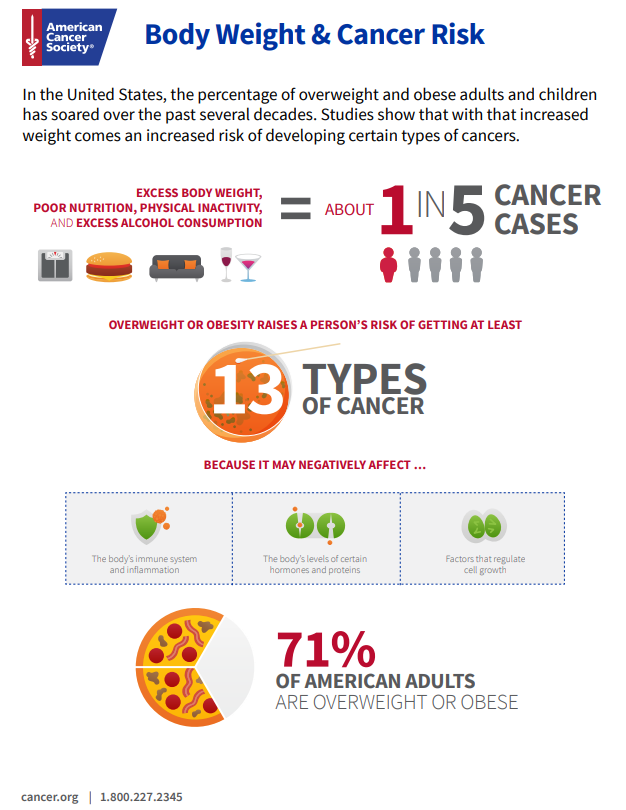 American
Cancer
Society®
Body Weight & Cancer Risk
In the United States, the percentage of overweight and obese adults and children
has soared over the past several decades. Studies show that with that increased
weight comes an increased risk of developing certain types of cancers.
EXCESS BODY WEIGHT,
POOR NUTRITION, PHYSICAL INACTIVITY,
AND EXCESS ALCOHOL CONSUMPTION
=
ABOUT 1 IN 5 CANCER
CASES
OVERWEIGHT OR OBESITY RAISES A PERSON'S RISK OF GETTING AT LEAST
13 TYPES
OF CANCER
BECAUSE IT MAY NEGATIVELY AFFECT …
The body's immune system
and inflammation
The body's levels of certain
hormones and proteins
Factors that regulate
cell growth
71%
OF AMERICAN ADULTS
ARE OVERWEIGHT OR OBESE
cancer.org | 1.800.227.2345